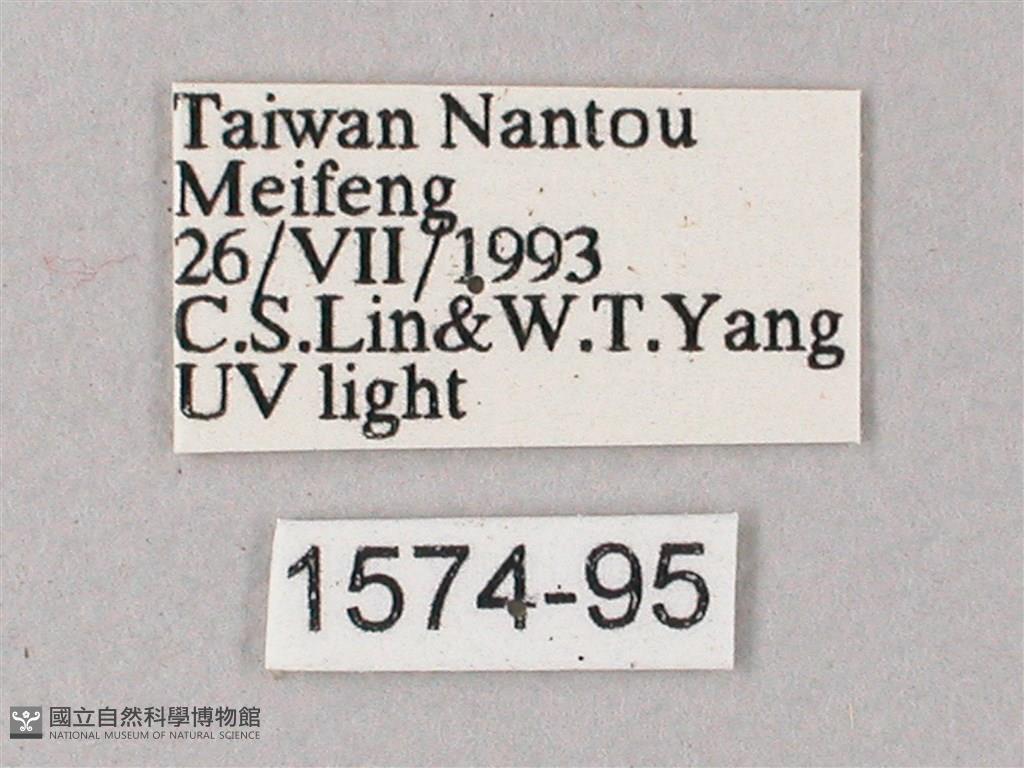 Taiwan Nantou
Meifeng
26/VII/1993
C.S.Lin&W.T.Yang
UV light
1574-95
國立自然科學博物館
NATIONAL MUSEUM OF NATURAL SCIENCE